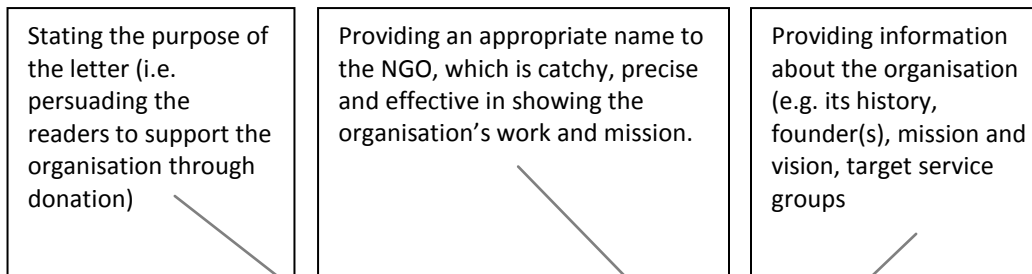 Stating the purpose of
the letter (i.e.
persuading the
readers to support the
organisation through
donation)
Providing an appropriate name to
the NGO, which is catchy, precise
and effective in showing the
organisation’s work and mission.
Providing information
about the organisation
(e.g. its history,
founder(s), mission and
vision, target service
groups